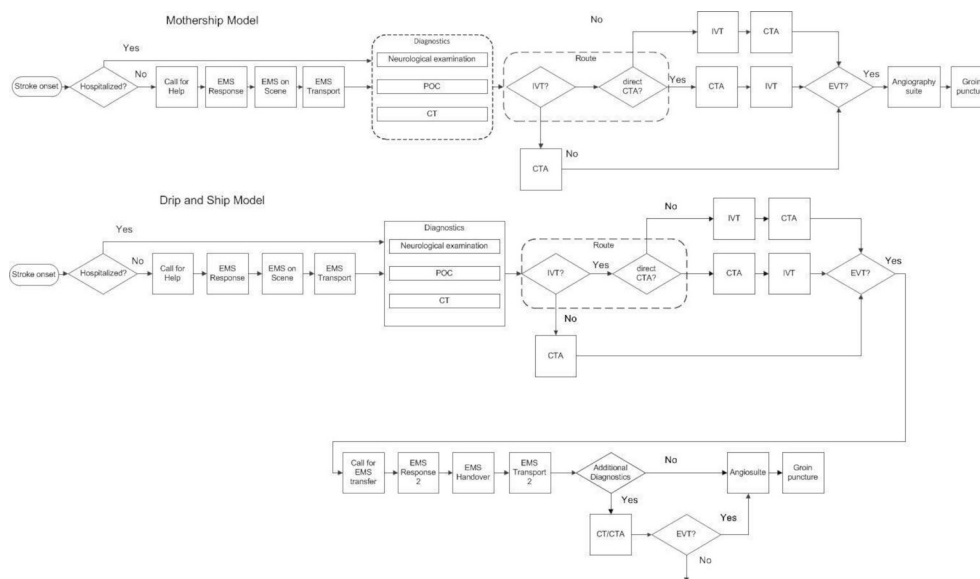 Mothership Model
No
Yes
Diagnostics
Neurological examination
POC
CT
Route
IVT
CTA
Stroke onset
Hospitalized?
No
Call for
Help
EMS
Response
EMS on
Scene
EMS
Transport
IVT?
direct
CTA?
Yes
CTA
IVT
EVT?
Yes
Angiography
suite
Groin
puncture
CTA
No
Drip and Ship Model
Yes
Diagnostics
Neurological examination
POC
CT
No
Route
IVT
CTA
Stroke onset
Hospitalized?
No
Call for
Help
EMS
Response
EMS on
Scene
EMS
Transport
IVT?
Yes
direct
CTA?
CTA
IVT
EVT?
Yes
No
CTA
Call for
EMS
transfer
EMS
Response
2
EMS
Handover
EMS
Transport
2
Additional
Diagnostics
No
Angiosuite
Groin
puncture
Yes
CT/CTA
EVT?
Yes
No